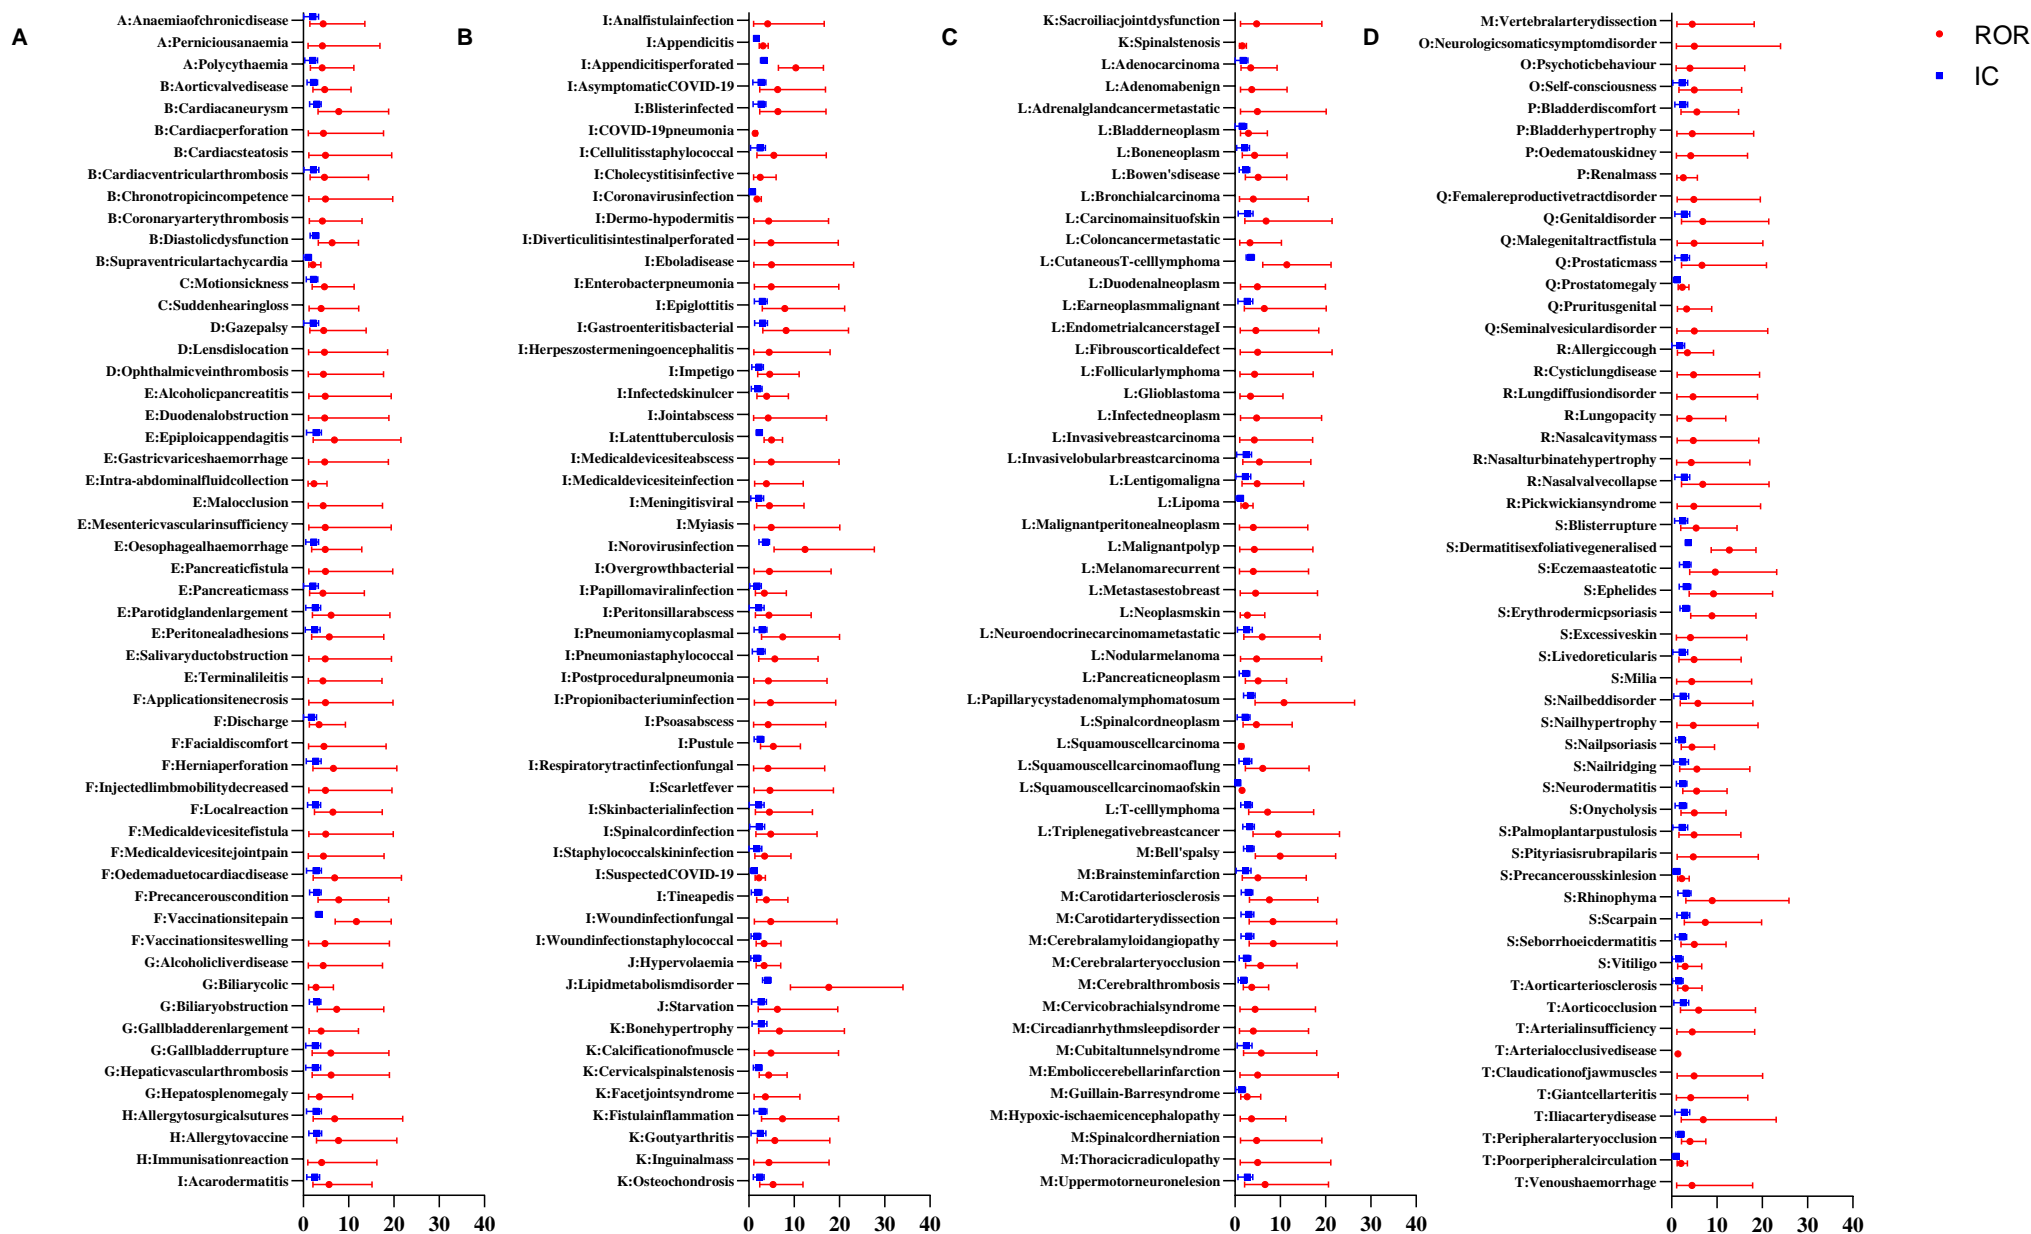 A
A:Anaemiaofchronicdisease
A:Perniciousanaemia
A:Polycythaemia
B:Aorticvalvedisease
B:Cardiacaneurysm
B:Cardiacperforation
B:Cardiacsteatosis
B:Cardiacventricularthrombosis
B:Chronotropicincompetence
B:Coronaryarterythrombosis
B:Diastolicdysfunction
B:Supraventriculartachycardia
C:Motionsickness
C:Suddenhearingloss
D:Gazepalsy
D:Lensdislocation
D:Ophthalmicveinthrombosis
E:Alcoholicpancreatitis
E:Duodenalobstruction
E:Epiploicappendagitis
E:Gastricvariceshaemorrhage
E:Intra-abdominalfluidcollection
E:Malocclusion
E:Mesentericvascularinsufficiency
E:Oesophagealhaemorrhage
E:Pancreaticfistula
E:Pancreaticmass
E:Parotidglandenlargement
E:Peritonealadhesions
E:Salivaryductobstruction
E:Terminalileitis
F:Applicationsitenecrosis
F:Discharge
F:Facialdiscomfort
F:Herniaperforation
F:Injectedlimbmobilitydecreased
F:Localreaction
F:Medicaldevicesitefistula
F:Medicaldevicesitejointpain
F:Oedemaduetocardiacdisease
F:Precancerouscondition
F:Vaccinationsitepain
F:Vaccinationsiteswelling
G:Alcoholicliverdisease
G:Biliarycolic
G:Biliaryobstruction
G:Gallbladderenlargement
G:Gallbladderrupture
G:Hepaticvascularthrombosis
G:Hepatosplenomegaly
H:Allergytosurgicalsutures
H:Allergytovaccine
H:Immunisationreaction
I:Acarodermatitis
0 10 20 30 40
B
I:Analfistulainfection
I:Appendicitis
I:Appendicitisperforated
I:AsymptomaticCOVID-19
I:Blisterinfected
I:COVID-19pneumonia
I:Cellulitisstaphylococcal
I:Cholecystitisinfective
I:Coronavirusinfection
I:Dermo-hypodermitis
I:Diverticulitisintestinalperforated
I:Eboladisease
I:Enterobacterpneumonia
I:Epiglottitis
I:Gastroenteritisbacterial
I:Herpeszostermeningoencephalitis
I:Impetigo
I:Infectedskinulcer
I:Jointabscess
I:Latenttuberculosis
I:Medicaldevicesiteabscess
I:Medicaldevicesiteinfection
I:Meningitisviral
I:Myiasis
I:Norovirusinfection
I:Overgrowthbacterial
I:Papillomaviralinfection
I:Peritonsillarabscess
I:Pneumoniamycoplasmal
I:Pneumoniastaphylococcal
I:Postproceduralpneumonia
I:Propionibacteriuminfection
I:Psoasabscess
I:Pustule
I:Respiratorytractinfectionfungal
I:Scarletfever
I:Skinbacterialinfection
I:Spinalcordinfection
I:Staphylococcalskininfection
I:SuspectedCOVID-19
I:Tineapedis
I:Woundinfectionfungal
I:Woundinfectionstaphylococcal
J:Hypervolaemia
J:Lipidmetabolismdisorder
J:Starvation
K:Bonehypertrophy
K:Calcificationofmuscle
K:Cervicalspinalstenosis
K:Facetjointsyndrome
K:Fistulainflammation
K:Goutyarthritis
K:Inguinalmass
K:Osteochondrosis
0 10 20 30 40
C
K:Sacroiliacjointdysfunction
K:Spinalstenosis
L:Adenocarcinoma
L:Adenomabenign
L:Adrenalglandcancermetastatic
L:Bladderneoplasm
L:Boneneoplasm
L:Bowen'sdisease
L:Bronchialcarcinoma
L:Carcinomainsituofskin
L:Coloncancermetastatic
L:CutaneousT-celllymphoma
L:Duodenalneoplasm
L:Earneoplasmmalignant
L:EndometrialcancerstageI
L:Fibrouscorticaldefect
L:Follicularlymphoma
L:Glioblastoma
L:Infectedneoplasm
L:Invasivebreastcarcinoma
L:Invasivelobularbreastcarcinoma
L:Lentigomaligna
L:Lipoma
L:Malignantperitonealneoplasm
L:Malignantpolyp
L:Melanomarecurrent
L:Metastasestobreast
L:Neoplasmskin
L:Neuroendocrinecarcinomametastatic
L:Nodularmelanoma
L:Pancreaticneoplasm
L:Papillarycystadenomalymphomatosum
L:Spinalcordneoplasm
L:Squamouscellcarcinoma
L:Squamouscellcarcinomaoflung
L:Squamouscellcarcinomaofskin
L:T-celllymphoma
L:Triplenegativebreastcancer
M:Bell'spalsy
M:Brainsteminfarction
M:Carotidarteriosclerosis
M:Carotidarterydissection
M:Cerebralamyloidangiopathy
M:Cerebralarteryocclusion
M:Cerebralthrombosis
M:Cervicobrachialsyndrome
M:Circadianrhythmsleepdisorder
M:Cubitaltunnelsyndrome
M:Emboliccerebellarinfarction
M:Guillain-Barresyndrome
M:Hypoxic-ischaemicencephalopathy
M:Spinalcordherniation
M:Thoracicradiculopathy
M:Uppermotorneuronelesion
0 10 20 30 40
D
M:Vertebralarterydissection
O:Neurologicsomaticsymptomdisorder
O:Psychoticbehaviour
O:Self-consciousness
P:Bladderdiscomfort
P:Bladderhypertrophy
P:Oedematouskidney
P:Renalmass
Q:Femalereproductivetractdisorder
Q:Genitaldisorder
Q:Malegenitaltractfistula
Q:Prostaticmass
Q:Prostatomegaly
Q:Pruritusgenital
Q:Seminalvesiculardisorder
R:Allergiccough
R:Cysticlungdisease
R:Lungdiffusiondisorder
R:Lungopacity
R:Nasalcavitymass
R:Nasalturbinatehypertrophy
R:Nasalvalvecollapse
R:Pickwickiansyndrome
S:Blisterrupture
S:Dermatitisexfoliativegeneralised
S:Eczemaasteatotic
S:Ephelides
S:Erythrodermicpsoriasis
S:Excessiveskin
S:Livedoreticularis
S:Milia
S:Nailbeddisorder
S:Nailhypertrophy
S:Nailpsoriasis
S:Nailridging
S:Neurodermatitis
S:Onycholysis
S:Palmoplantarpustulosis
S:Pityriasisrubrapilaris
S:Precancerousskinlesion
S:Rhinophyma
S:Scarpain
S:Seborrhoeicdermatitis
S:Vitiligo
T:Aorticarteriosclerosis
T:Aorticocclusion
T:Arterialinsufficiency
T:Arterialocclusivedisease
T:Claudicationofjawmuscles
T:Giantcellarteritis
T:Iliacarterydisease
T:Peripheralarteryocclusion
T:Poorperipheralcirculation
T:Venoushaemorrhage
0 10 20 30 40
ROR
IC